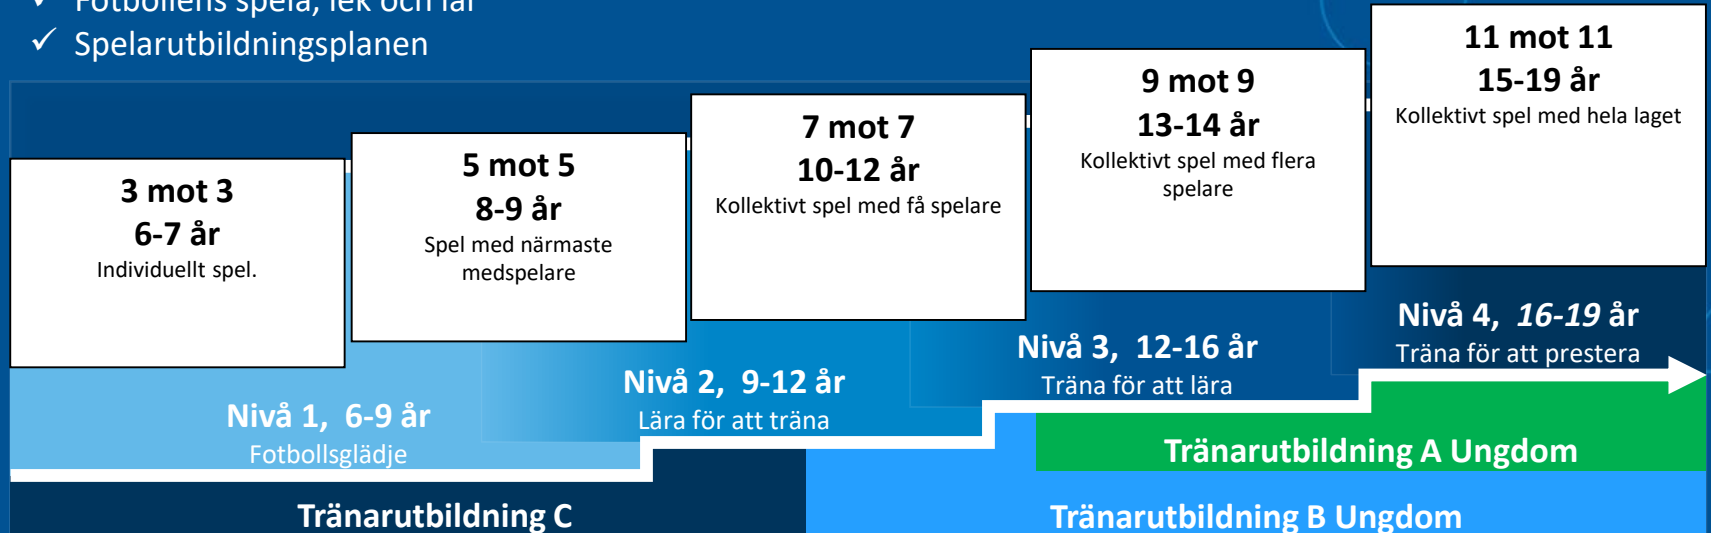 Fotbollens spela, lek och lär
✓ Spelarutbildningsplanen
3 mot 3
6-7 år
Individuellt spel.
5 mot 5
8-9 år
Spel med närmaste
medspelare
7 mot 7
10-12 år
Kollektivt spel med få spelare
9 mot 9
13-14 år
Kollektivt spel med flera
spelare
11 mot 11
15-19 år
Kollektivt spel med hela laget
Nivå 1, 6-9 år
Fotbollsglädje
Nivå 2, 9-12 år
Lära för att träna
Nivå 3, 12-16 år
Träna för att lära
Nivå 4, 16-19 år
Träna för att prestera
Tränarutbildning A Ungdom
Tränarutbildning C
Tränarutbildning B Ungdom